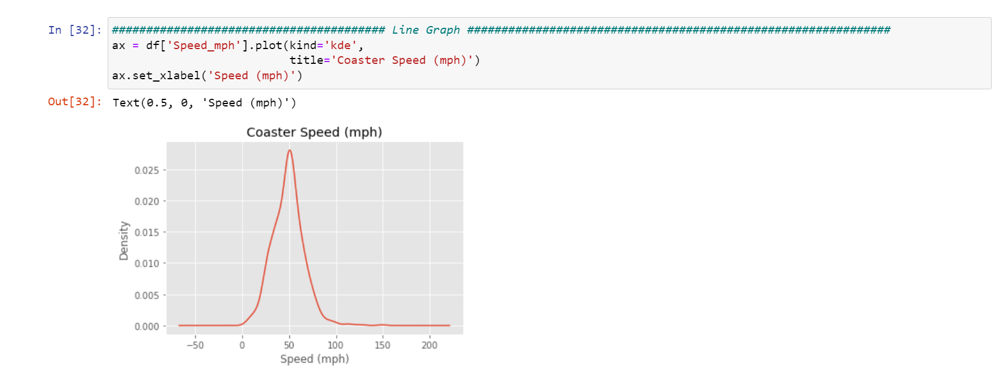 In [32]: ######################################## Line Graph ##############################################################
ax = df['Speed_mph'].plot(kind='kde',
title='Coaster Speed (mph)')
ax.set_xlabel('Speed (mph)')
Out[32]: Text(0.5, 0, 'Speed (mph)')
Coaster Speed (mph)
0.025
0.020
0.015
0.010
0.005
0.000
Density
−50 0 50 100 150 200
Speed (mph)